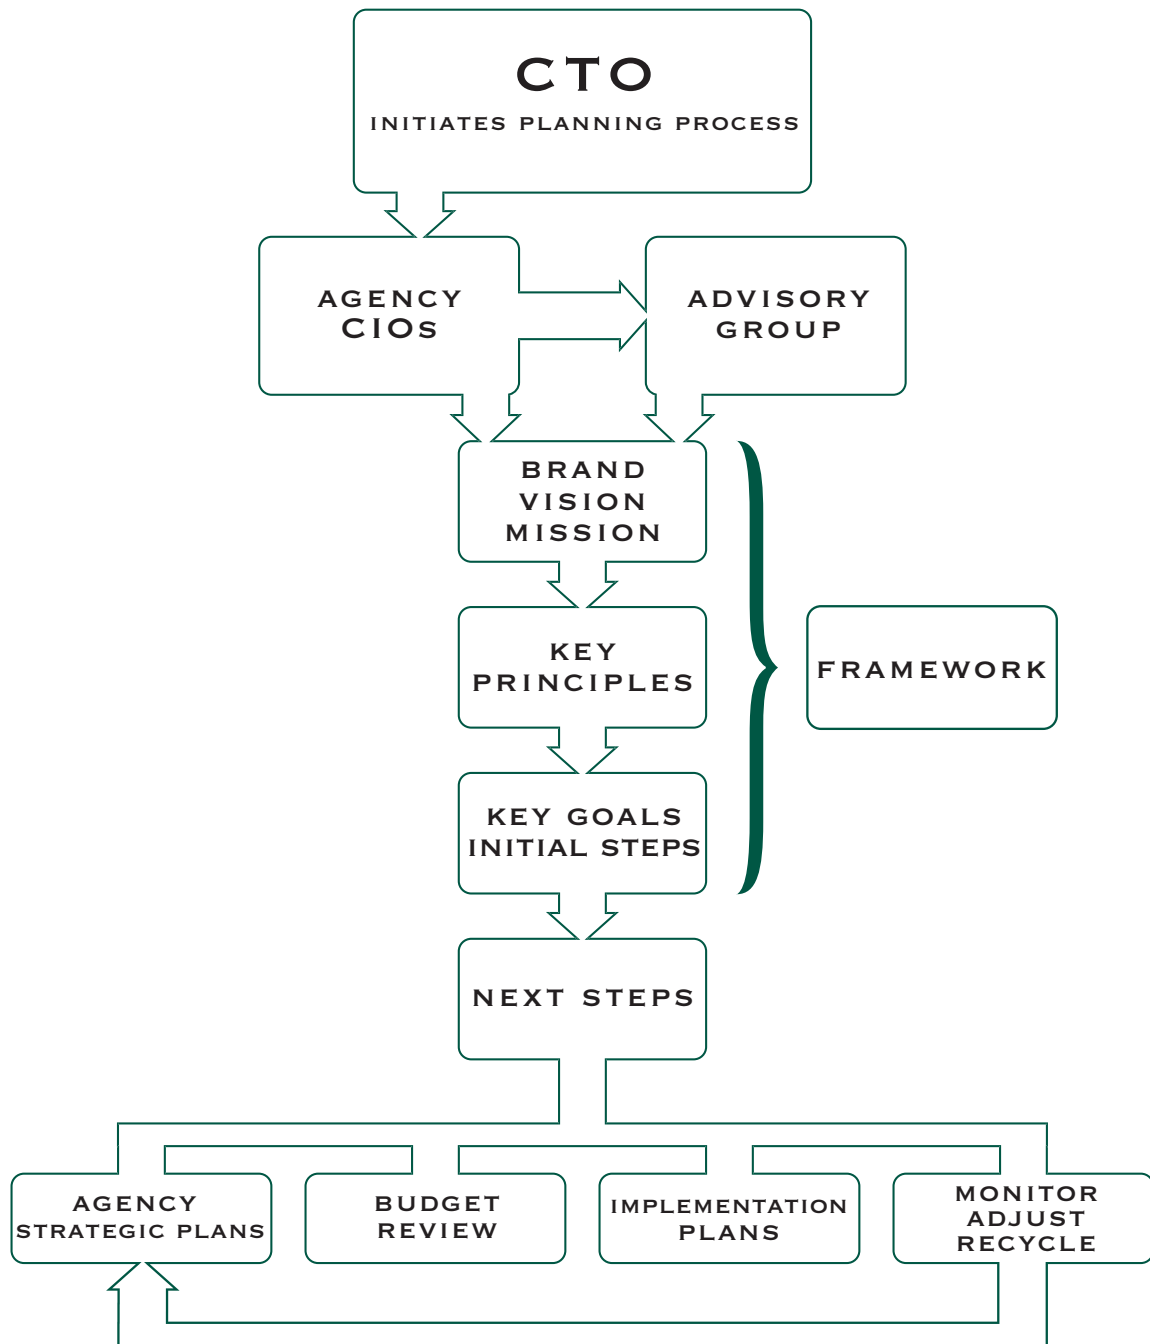 CTO
INITIATES PLANNING PROCESS
AGENCY
CIOs
ADVISORY
GROUP
BRAND
VISION
MISSION
KEY
PRINCIPLES
FRAMEWORK
KEY GOALS
INITIAL STEPS
NEXT STEPS
AGENCY
STRATEGIC PLANS
BUDGET
REVIEW
IMPLEMENTATION
PLANS
MONITOR
ADJUST
RECYCLE